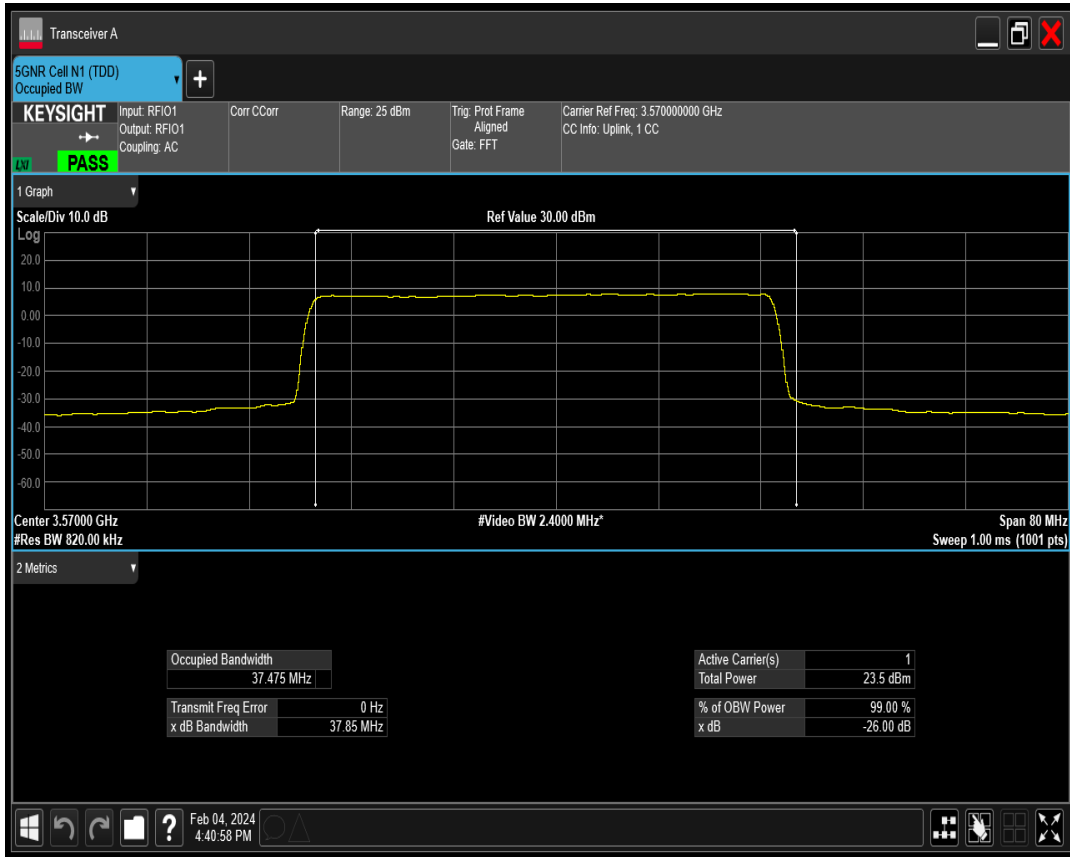 Transceiver A
5GNR Cell N1 (TDD)
Occupied BW
+
KEYSIGHT
LXI
PASS
Input: RFIO1
Output: RFIO1
Coupling: AC
Corr CCorr
Range: 25 dBm
Trig: Prot Frame
Aligned
Gate: FFT
Carrier Ref Freq: 3.570000000 GHz
CC Info: Uplink, 1 CC
1 Graph
Scale/Div 10.0 dB
Ref Value 30.00 dBm
Log
20.0
10.0
0.00
-10.0
-20.0
-30.0
-40.0
-50.0
-60.0
Center 3.57000 GHz
#Video BW 2.4000 MHz*
Span 80 MHz
#Res BW 820.00 kHz
Sweep 1.00 ms (1001 pts)
2 Metrics
Occupied Bandwidth
37.475 MHz
Transmit Freq Error 0 Hz
x dB Bandwidth 37.85 MHz
Active Carrier(s) 1
Total Power 23.5 dBm
% of OBW Power 99.00 %
x dB -26.00 dB
?
Feb 04, 2024
4:40:58 PM